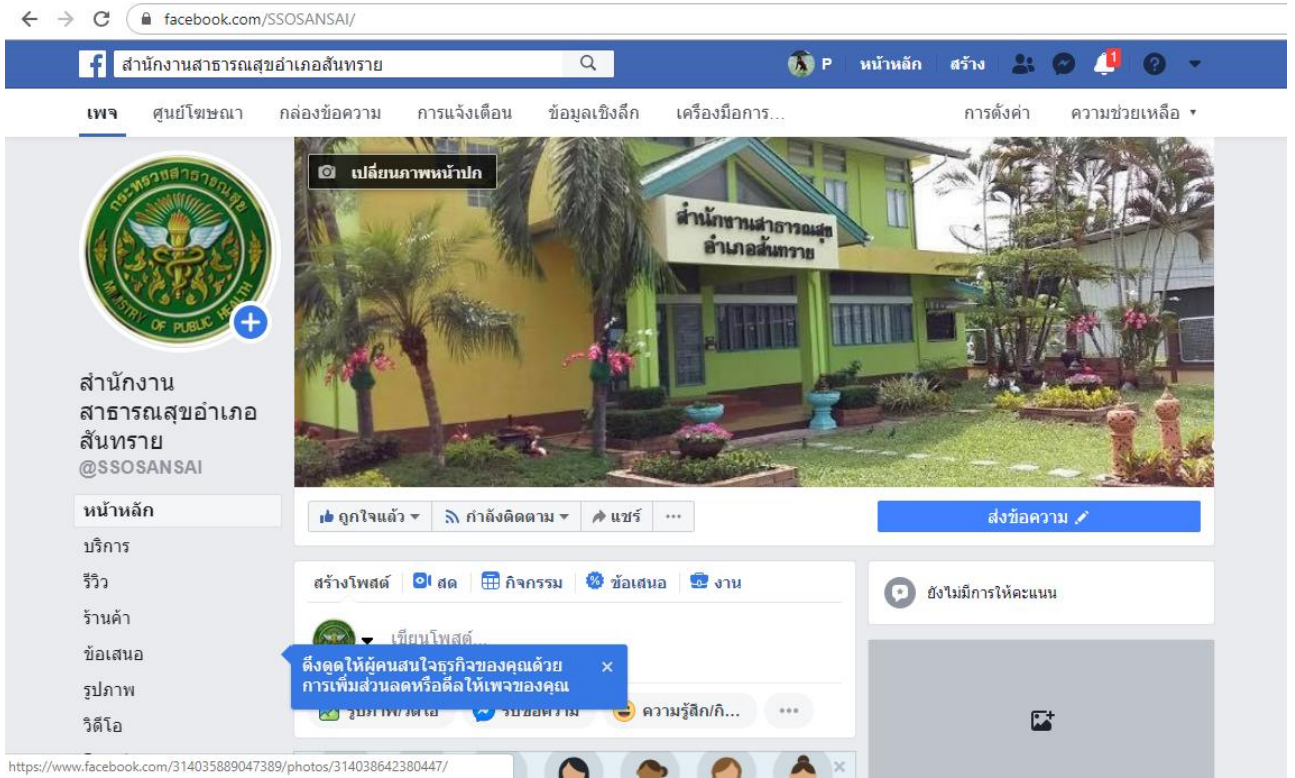 facebook.com/SSOSANSAI/
สำนักงานสาธารณสุขอำเภอสันทราย
P หน้าหลัก สร้าง 1
เพจ ศูนย์โฆษณา กล่องข้อความ การแจ้งเตือน ข้อมูลเชิงลึก เครื่องมือการ... การตั้งค่า ความช่วยเหลือ
เปลี่ยนภาพหน้าปก
กระทรวงสาธารณสุข
MINISTRY OF PUBLIC HEALTH
สำนักงานสาธารณสุข
อำเภอสันทราย
สำนักงาน
สาธารณสุขอำเภอ
สันทราย
@SSOSANSAI
หน้าหลัก
บริการ
รีวิว
ร้านค้า
ข้อเสนอ
รูปภาพ
วิดีโอ
ถูกใจแล้ว กำลังติดตาม แชร์ ...
ส่งข้อความ
สร้างโพสต์ สด กิจกรรม ข้อเสนอ งาน
เขียนโพสต์...
ดึงดูดให้ผู้คนสนใจธุรกิจของคุณด้วย
การเพิ่มส่วนลดหรือดีลให้เพจของคุณ
รูปภาพ/วิดีโอ รับข้อความ ความรู้สึก/กิ... ...
ยังไม่มีการให้คะแนน
https://www.facebook.com/314035889047389/photos/314038642380447/